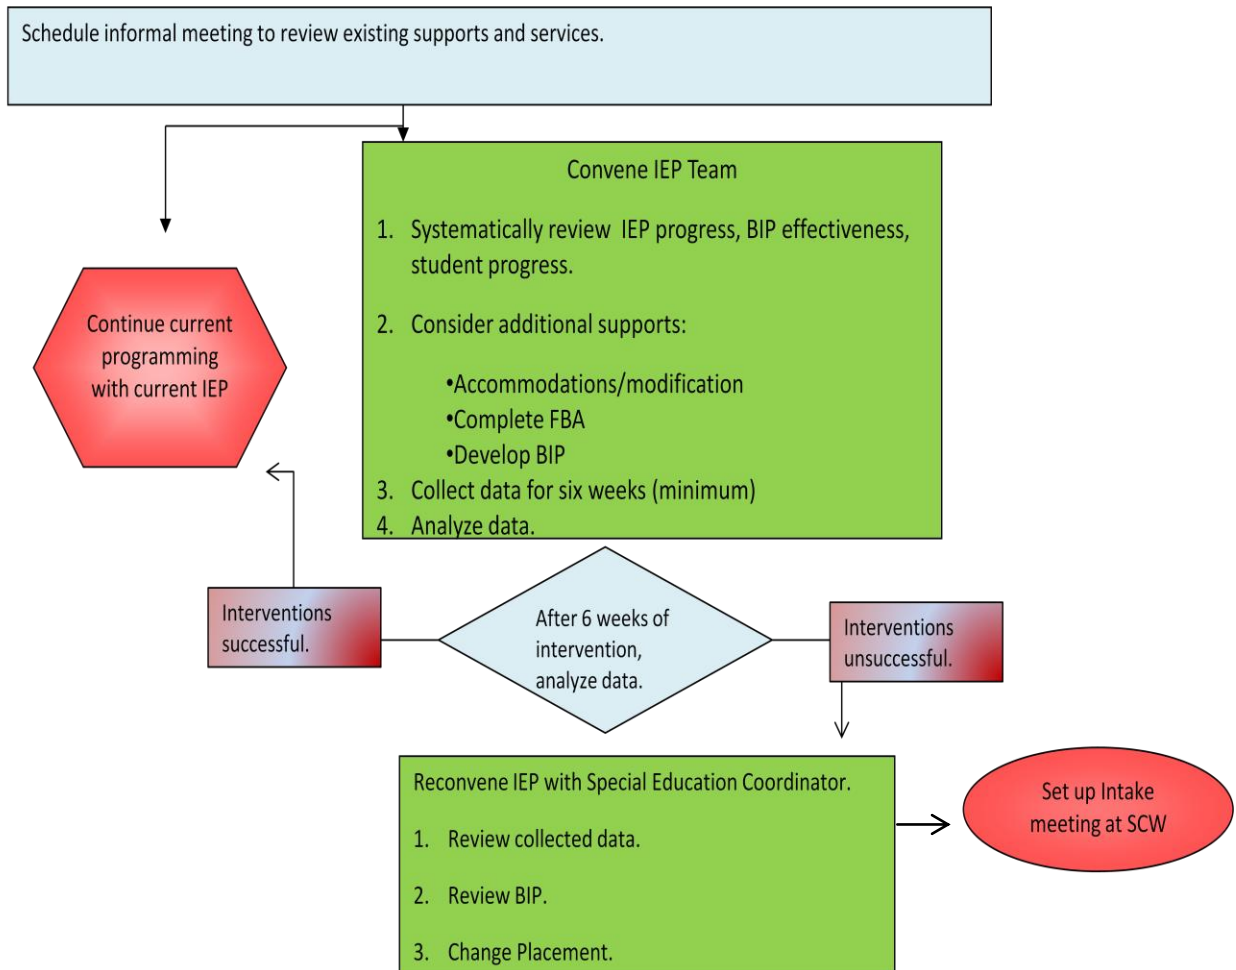 Schedule informal meeting to review existing supports and services.
Convene IEP Team
1. Systematically review IEP progress, BIP effectiveness,
student progress.
2. Consider additional supports:
•Accommodations/modification
•Complete FBA
•Develop BIP
3. Collect data for six weeks (minimum)
4. Analyze data.
Continue current
programming
with current IEP
Interventions
successful.
After 6 weeks of
intervention,
analyze data.
Interventions
unsuccessful.
Reconvene IEP with Special Education Coordinator.
1. Review collected data.
2. Review BIP.
3. Change Placement.
Set up Intake
meeting at SCW